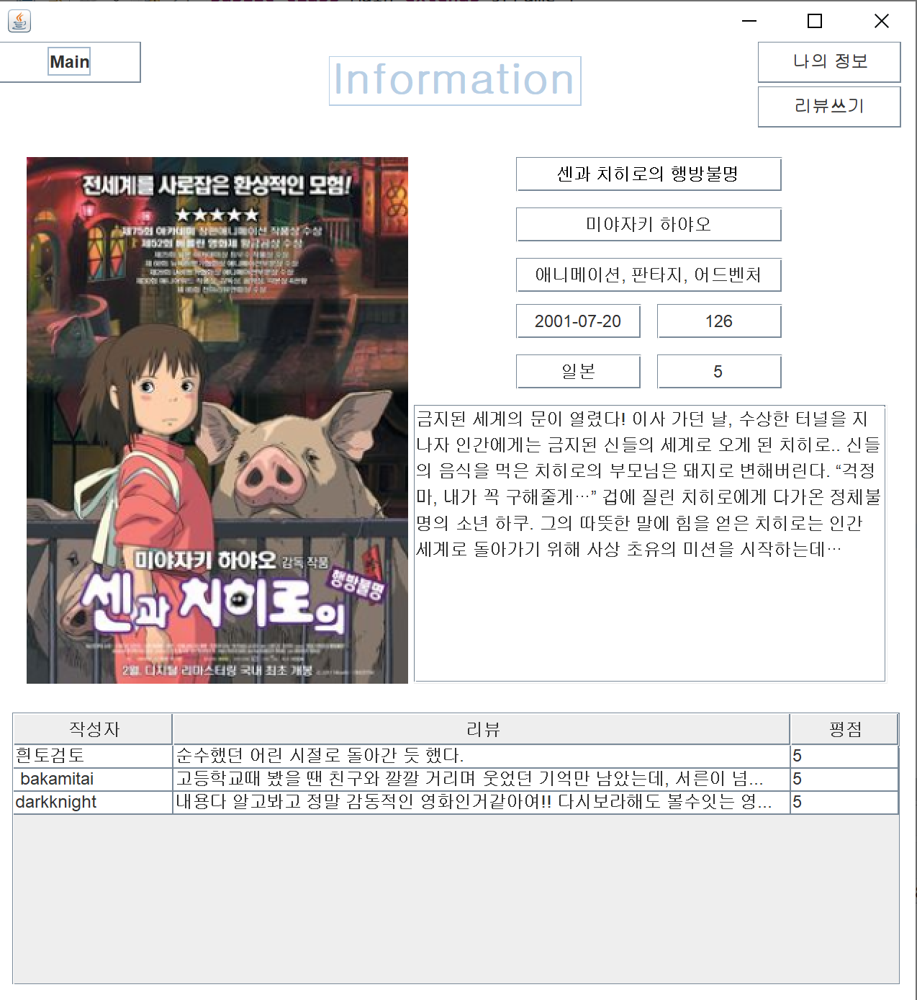 Main
Information
나의 정보
리뷰쓰기
전세계를 사로잡은 환상적인 모험!
★★★★★
제75회 아카데미 장편애니메이션 작품상 수상
제52회 베를린 영화제 황금곰상 수상
미야자키 하야오 감독 작품
센과 치히로의
행방불명
2월, 디지털 리마스터링 국내 최초 개봉
센과 치히로의 행방불명
미야자키 하야오
애니메이션, 판타지, 어드벤처
2001-07-20 126
일본 5
금지된 세계의 문이 열렸다! 이사 가던 날, 수상한 터널을 지
나자 인간에게는 금지된 신들의 세계로 오게 된 치히로.. 신들
의 음식을 먹은 치히로의 부모님은 돼지로 변해버린다. “걱정
마, 내가 꼭 구해줄게…” 겁에 질린 치히로에게 다가온 정체불
명의 소년 하쿠. 그의 따뜻한 말에 힘을 얻은 치히로는 인간
세계로 돌아가기 위해 사상 초유의 미션을 시작하는데…
작성자 리뷰 평점
흰토검토 순수했던 어린 시절로 돌아간 듯 했다. 5
bakamitai 고등학교때 봤을 땐 친구와 깔깔 거리며 웃었던 기억만 남았는데, 서른이 넘... 5
darkknight 내용다 알고봐고 정말 감동적인 영화인거같아여!! 다시보라해도 볼수잇는 영... 5